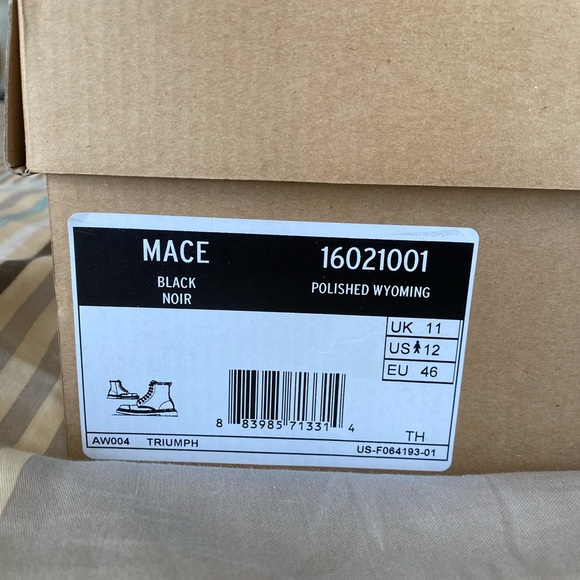 MACE 16021001
BLACK POLISHED WYOMING
NOIR
UK 11
US 12
EU 46
8 83985 71331 4
TH
AW004 TRIUMPH US-F064193-01